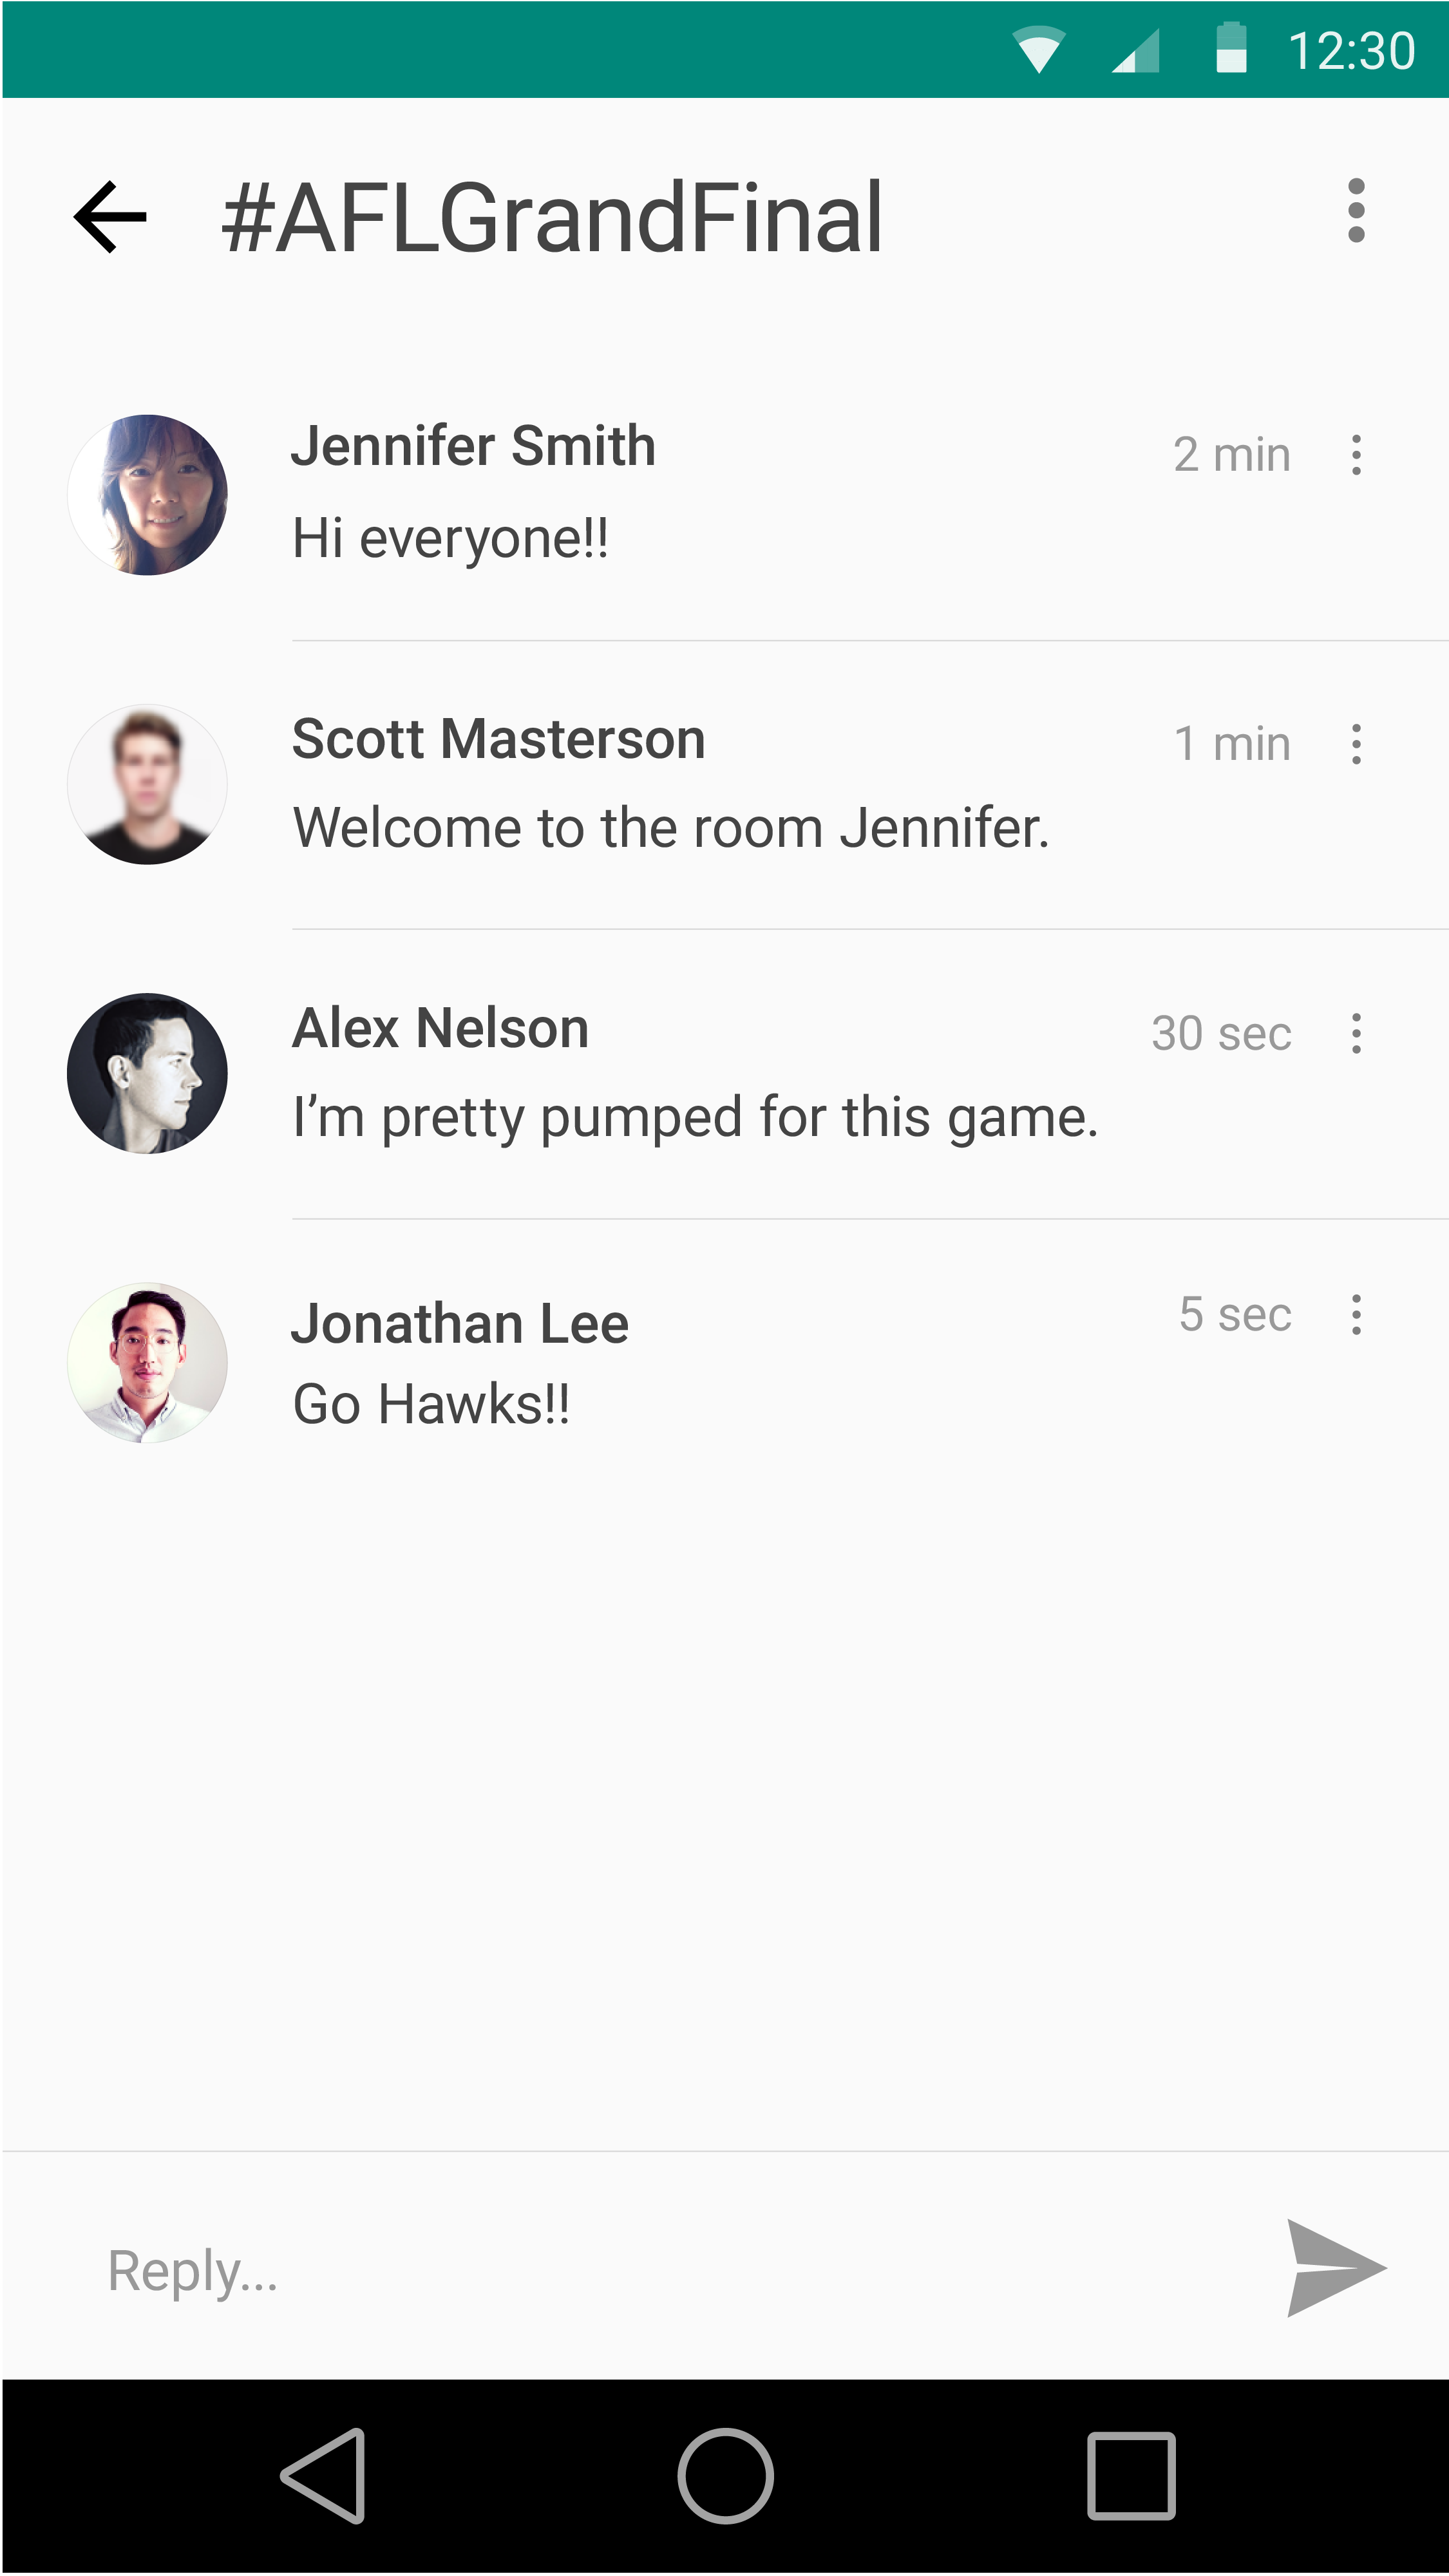 12:30
#AFLGrandFinal
Jennifer Smith
2 min
Hi everyone!!
Scott Masterson
1 min
Welcome to the room Jennifer.
Alex Nelson
30 sec
I’m pretty pumped for this game.
Jonathan Lee
5 sec
Go Hawks!!
Reply...